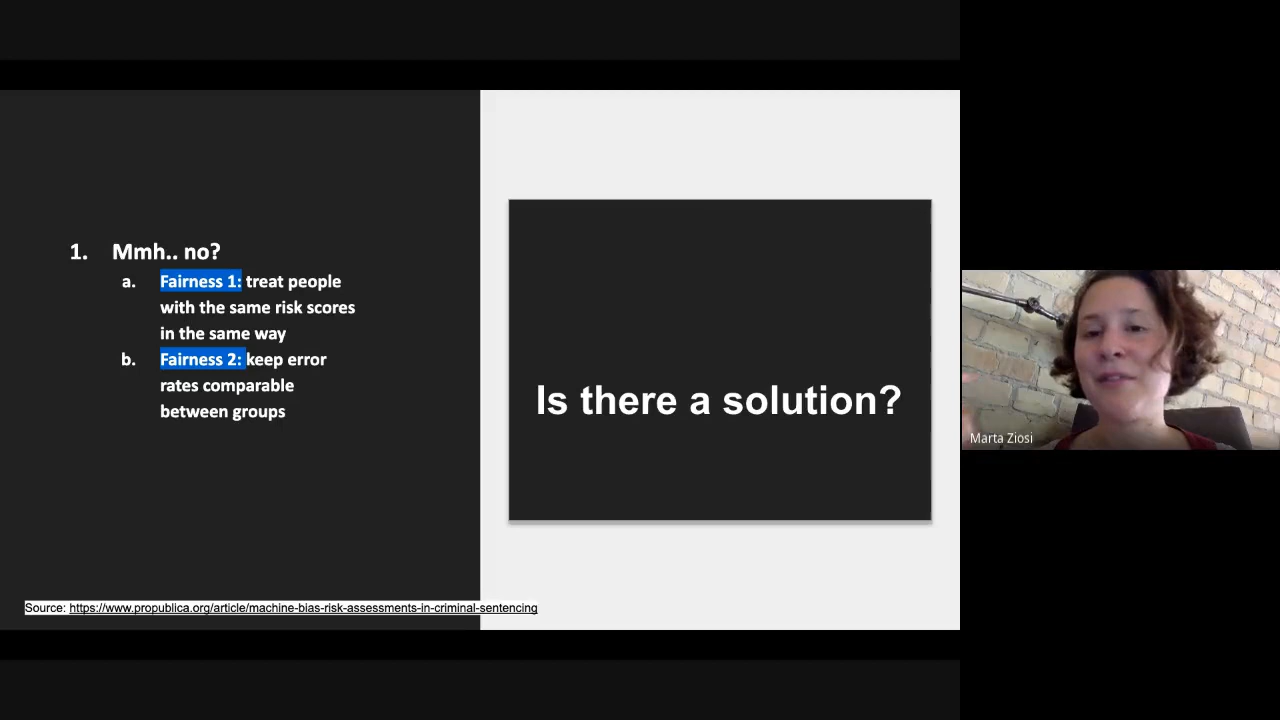 1. Mmh.. no?
a. Fairness 1: treat people
with the same risk scores
in the same way
b. Fairness 2: keep error
rates comparable
between groups
Is there a solution?
Source: https://www.propublica.org/article/machine-bias-risk-assessments-in-criminal-sentencing
Marta Ziosi